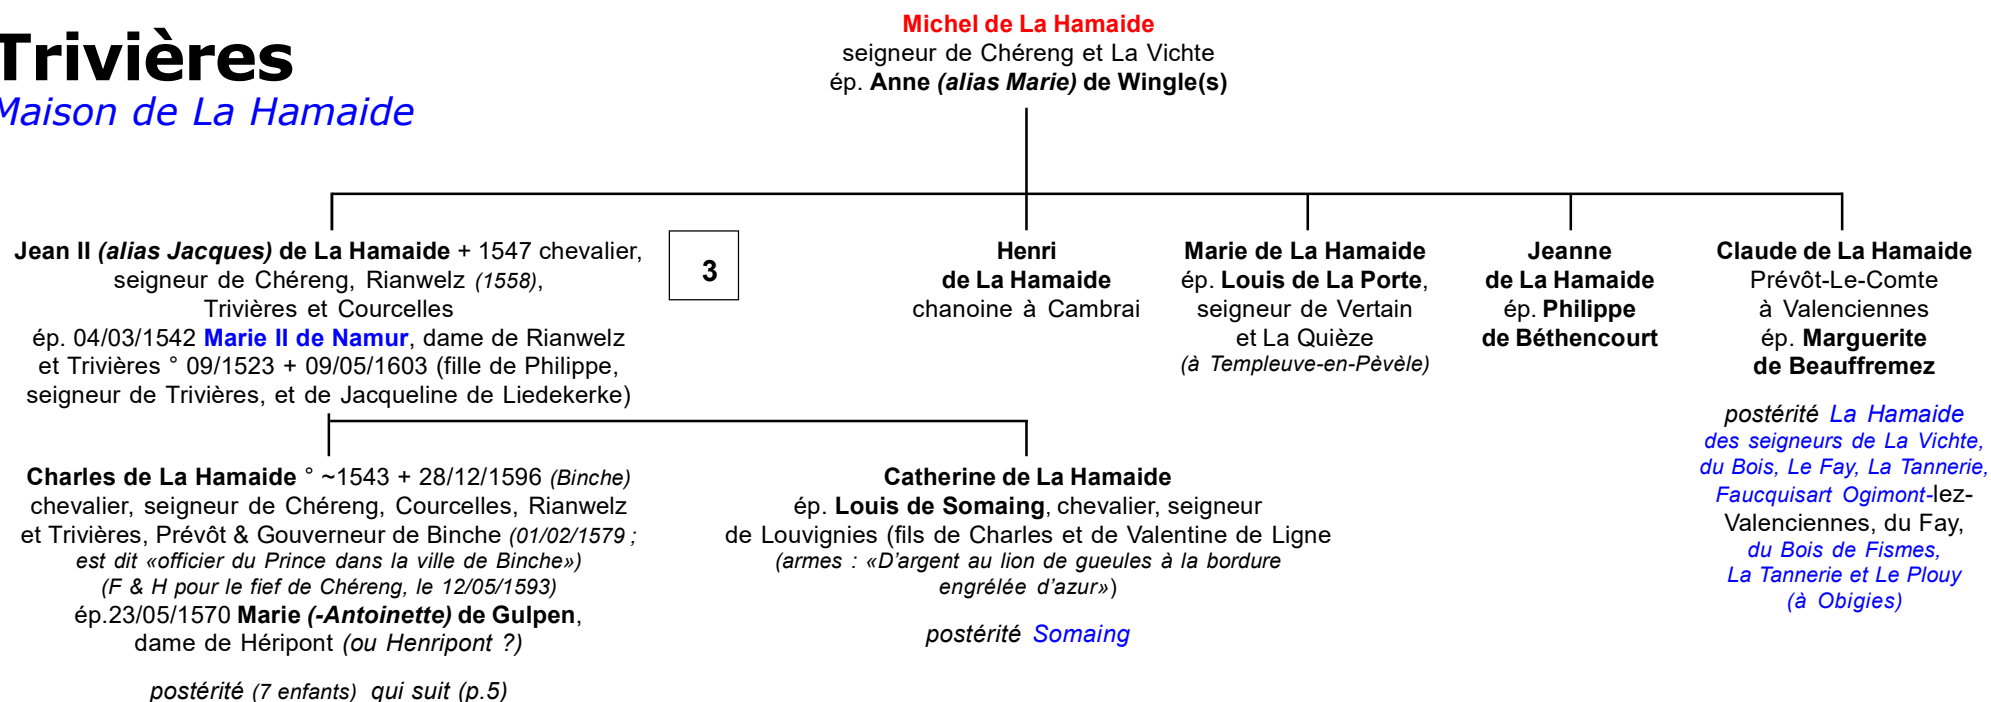 Trivières
Maison de La Hamaide
Michel de La Hamaide
seigneur de Chéreng et La Vichte
ép. Anne (alias Marie) de Wingle(s)
Jean II (alias Jacques) de La Hamaide + 1547 chevalier,
seigneur de Chéreng, Rianwelz (1558),
Trivières et Courcelles
ép. 04/03/1542 Marie II de Namur, dame de Rianwelz
et Trivières ° 09/1523 + 09/05/1603 (fille de Philippe,
seigneur de Trivières, et de Jacqueline de Liedekerke)
3
Henri
de La Hamaide
chanoine à Cambrai
Marie de La Hamaide
ép. Louis de La Porte,
seigneur de Vertain
et La Quièze
(à Templeuve-en-Pèvèle)
Jeanne
de La Hamaide
ép. Philippe
de Béthencourt
Claude de La Hamaide
Prévôt-Le-Comte
à Valenciennes
ép. Marguerite
de Beauffremez
postérité La Hamaide
des seigneurs de La Vichte,
du Bois, Le Fay, La Tannerie,
Faucquisart Ogimont-lez-
Valenciennes, du Fay,
du Bois de Fismes,
La Tannerie et Le Plouy
(à Obigies)
Charles de La Hamaide ° ~1543 + 28/12/1596 (Binche)
chevalier, seigneur de Chéreng, Courcelles, Rianwelz
et Trivières, Prévôt & Gouverneur de Binche (01/02/1579 ;
est dit «officier du Prince dans la ville de Binche»)
(F & H pour le fief de Chéreng, le 12/05/1593)
ép.23/05/1570 Marie (-Antoinette) de Gulpen,
dame de Héripont (ou Henripont ?)
postérité (7 enfants) qui suit (p.5)
Catherine de La Hamaide
ép. Louis de Somaing, chevalier, seigneur
de Louvignies (fils de Charles et de Valentine de Ligne
(armes : «D'argent au lion de gueules à la bordure
engrêlée d'azur»)
postérité Somaing